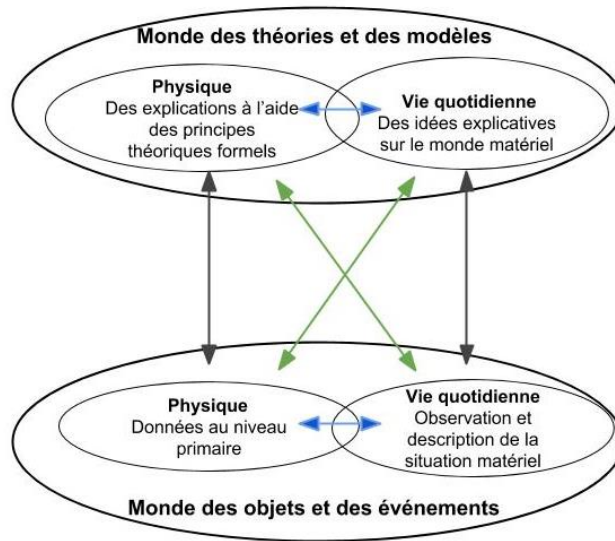 Monde des théories et des modèles
Physique
Des explications à l'aide
des principes
théoriques formels
Vie quotidienne
Des idées explicatives
sur le monde matériel
Physique
Données au niveau
primaire
Vie quotidienne
Observation et
description de la
situation matériel
Monde des objets et des événements